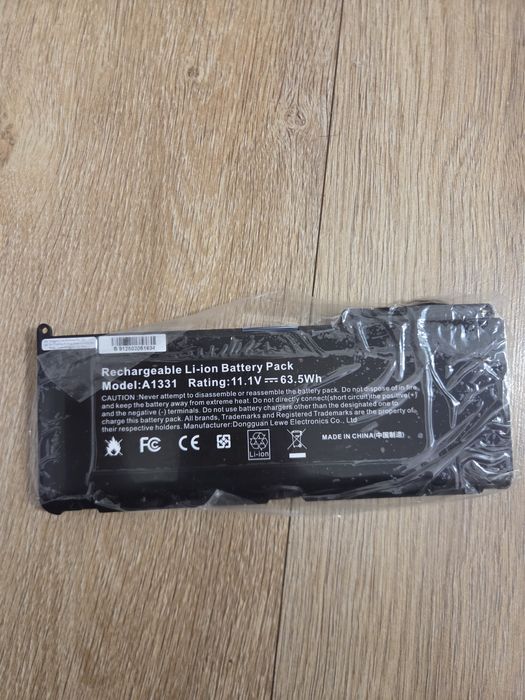 B 912502061634
Rechargeable Li-ion Battery Pack
Model:A1331 Rating:11.1V⎓63.5Wh
CAUTION:Never attempt to disassemble or reassemble the battery pack. Do not dispose of in fire
and keep the battery away from extreme heat. Do not directly connect(short circuit)the positive(+)
and the negative (-) terminals. Do not use battery chargers other than the designated one to
charge this battery pack. All brands, Trademarks and Registered Trademarks are the property of
their respective holders. Manufacturer: Dongguan Lewe Electronics Co., Ltd
FC CE
Li-ion
MADE IN CHINA(中国制造)